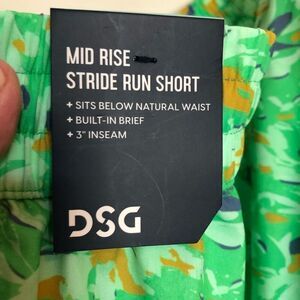 MID RISE
STRIDE RUN SHORT
+ SITS BELOW NATURAL WAIST
+ BUILT-IN BRIEF
+ 3" INSEAM
DSG